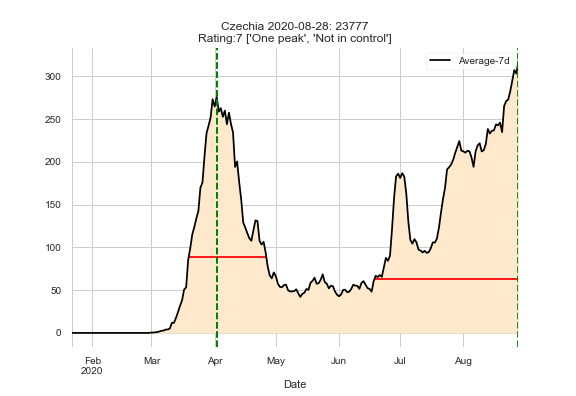 Czechia 2020-08-28: 23777
Rating:7 ['One peak', 'Not in control']
Average-7d
300
250
200
150
100
50
0
Feb Mar Apr May Jun Jul Aug
2020
Date